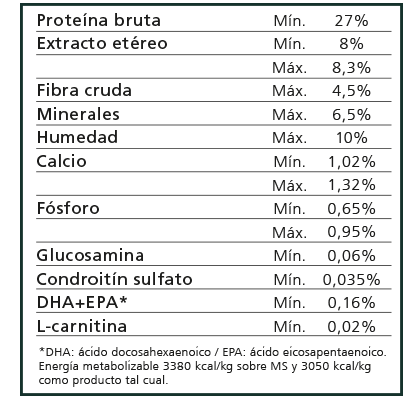 Proteína bruta Mín. 27%
Extracto etéreo Mín. 8%
Máx. 8,3%
Fibra cruda Máx. 4,5%
Minerales Máx. 6,5%
Humedad Máx. 10%
Calcio Mín. 1,02%
Máx. 1,32%
Fósforo Mín. 0,65%
Máx. 0,95%
Glucosamina Mín. 0,06%
Condroitín sulfato Mín. 0,035%
DHA+EPA* Mín. 0,16%
L-carnitina Mín. 0,02%
*DHA: ácido docosahexaenoico / EPA: ácido eicosapentaenoico.
Energía metabolizable 3380 kcal/kg sobre MS y 3050 kcal/kg
como producto tal cual.